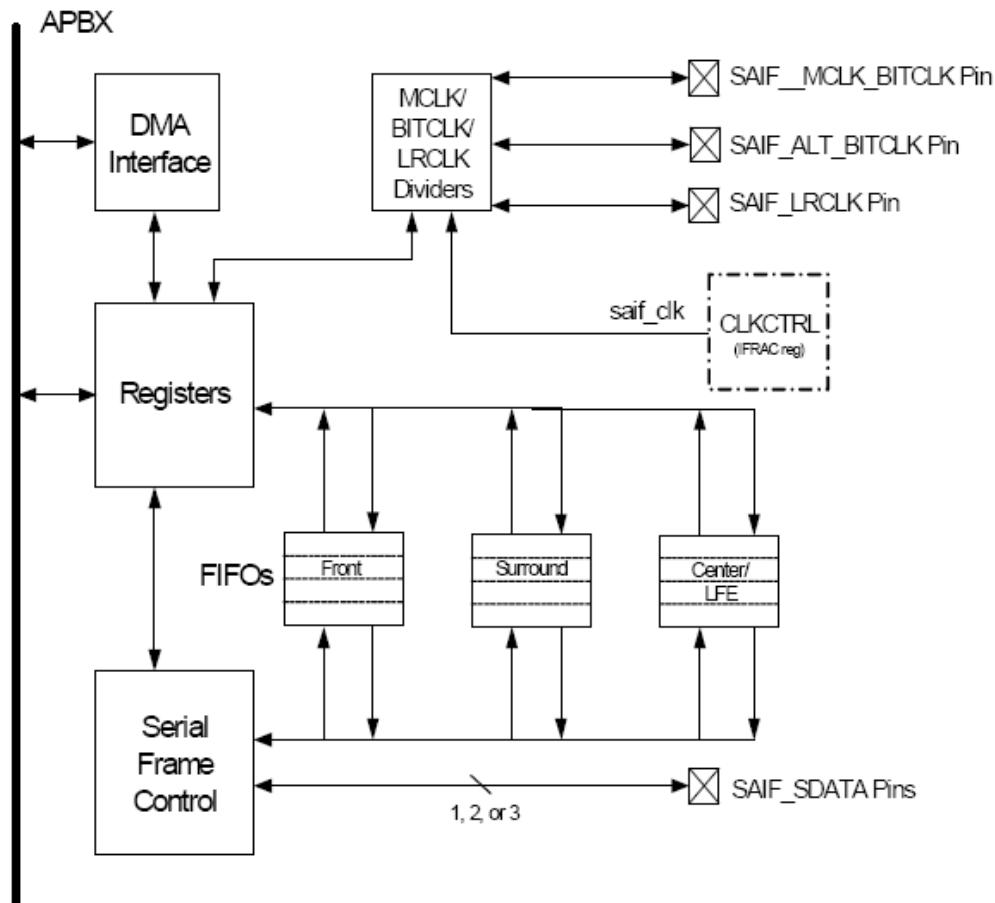 APBX
DMA
Interface
MCLK/
BITCLK/
LRCLK
Dividers
SAIF__MCLK_BITCLK Pin
SAIF_ALT_BITCLK Pin
SAIF_LRCLK Pin
saif_clk
CLKCTRL
(IFRAC reg)
Registers
FIFOs
Front
Surround
Center/
LFE
Serial
Frame
Control
1, 2, or 3
SAIF_SDATA Pins